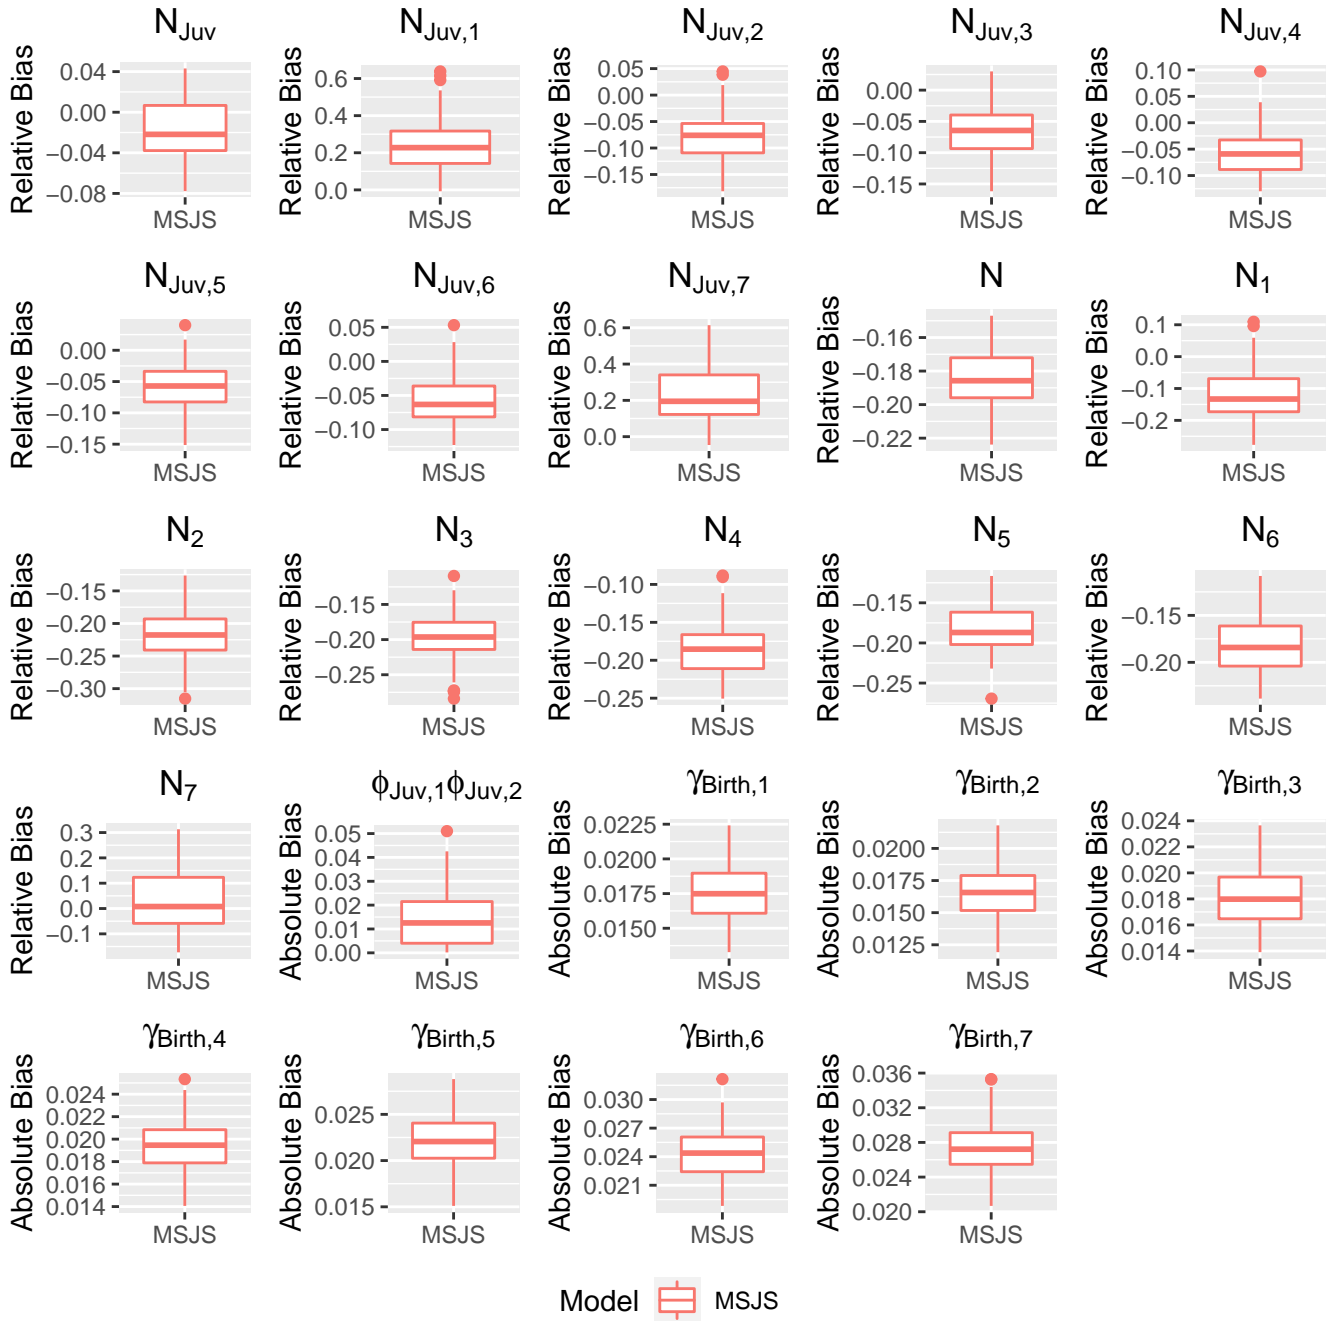 N_Juv N_Juv,1 N_Juv,2 N_Juv,3 N_Juv,4
Relative Bias Relative Bias Relative Bias Relative Bias Relative Bias
0.04 0.00 −0.04 −0.08
0.6 0.4 0.2 0.0
0.05 0.00 −0.05 −0.10 −0.15
0.00 −0.05 −0.10 −0.15
0.10 0.05 0.00 −0.05 −0.10
MSJS MSJS MSJS MSJS MSJS
N_Juv,5 N_Juv,6 N_Juv,7 N N_1
Relative Bias Relative Bias Relative Bias Relative Bias Relative Bias
0.00 −0.05 −0.10 −0.15
0.05 0.00 −0.05 −0.10
0.6 0.4 0.2 0.0
−0.16 −0.18 −0.20 −0.22
0.1 0.0 −0.1 −0.2
MSJS MSJS MSJS MSJS MSJS
N_2 N_3 N_4 N_5 N_6
Relative Bias Relative Bias Relative Bias Relative Bias Relative Bias
−0.15 −0.20 −0.25 −0.30
−0.15 −0.20 −0.25
−0.10 −0.15 −0.20 −0.25
−0.15 −0.20 −0.25
−0.15 −0.20
MSJS MSJS MSJS MSJS MSJS
N_7 ϕ_Juv,1ϕ_Juv,2 γ_Birth,1 γ_Birth,2 γ_Birth,3
Relative Bias Absolute Bias Absolute Bias Absolute Bias Absolute Bias
0.3 0.2 0.1 0.0 −0.1
0.05 0.04 0.03 0.02 0.01 0.00
0.0225 0.0200 0.0175 0.0150
0.0200 0.0175 0.0150 0.0125
0.024 0.022 0.020 0.018 0.016 0.014
MSJS MSJS MSJS MSJS MSJS
γ_Birth,4 γ_Birth,5 γ_Birth,6 γ_Birth,7
Absolute Bias Absolute Bias Absolute Bias Absolute Bias
0.024 0.022 0.020 0.018 0.016 0.014
0.025 0.020 0.015
0.030 0.027 0.024 0.021
0.036 0.032 0.028 0.024 0.020
MSJS MSJS MSJS MSJS
Model MSJS